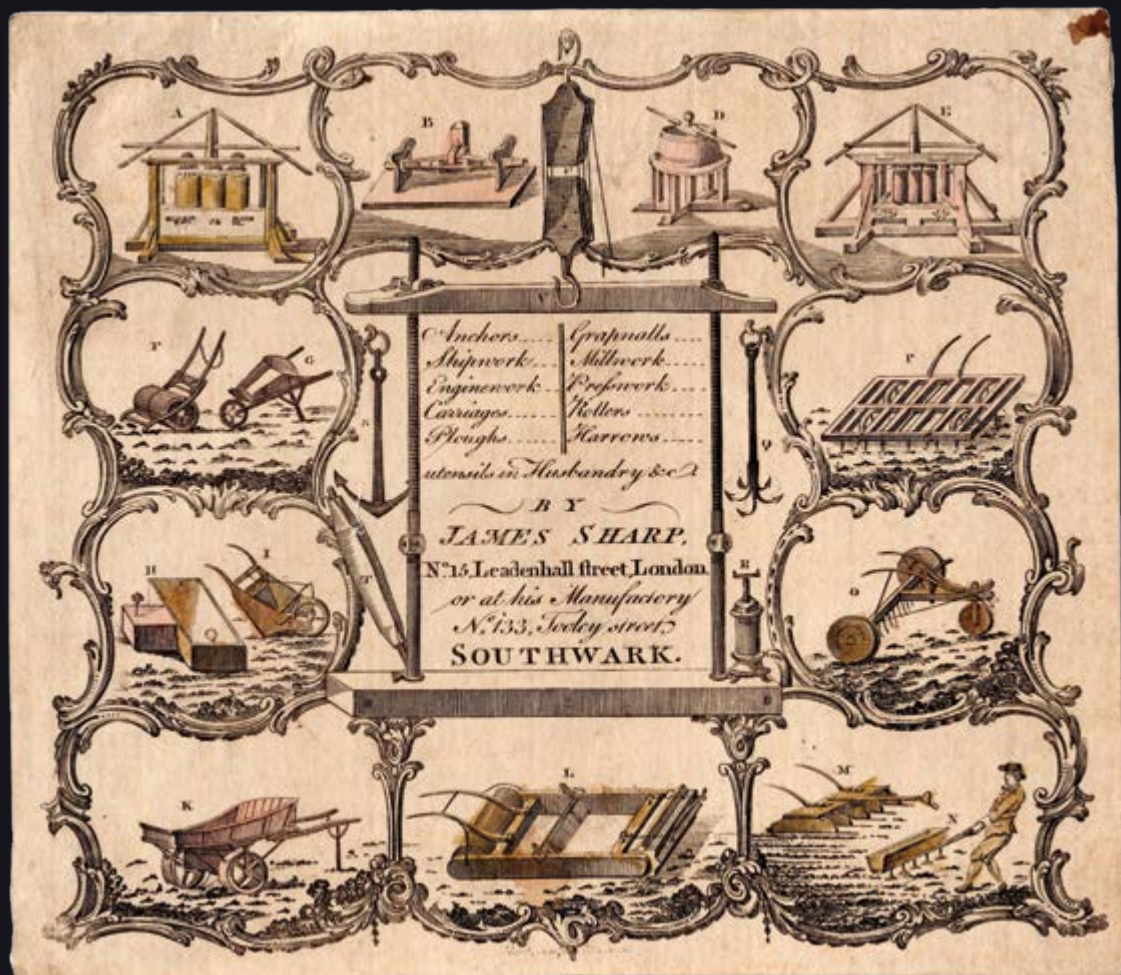 A
B
D
E
F
G
Anchors..... Grapnalls....
Shipwork..... Millwork.....
Enginework... Preſswork....
Carriages...... Rollers ........
Ploughs...... Harrows.....
utensils in Husbandry &c
BY
JAMES SHARP,
No. 15, Leadenhall ſtreet, London.
or at his Manufactory
No. 133, Tooley street,
SOUTHWARK.
P
Q
H
I
T
R
O
K
L
M
N